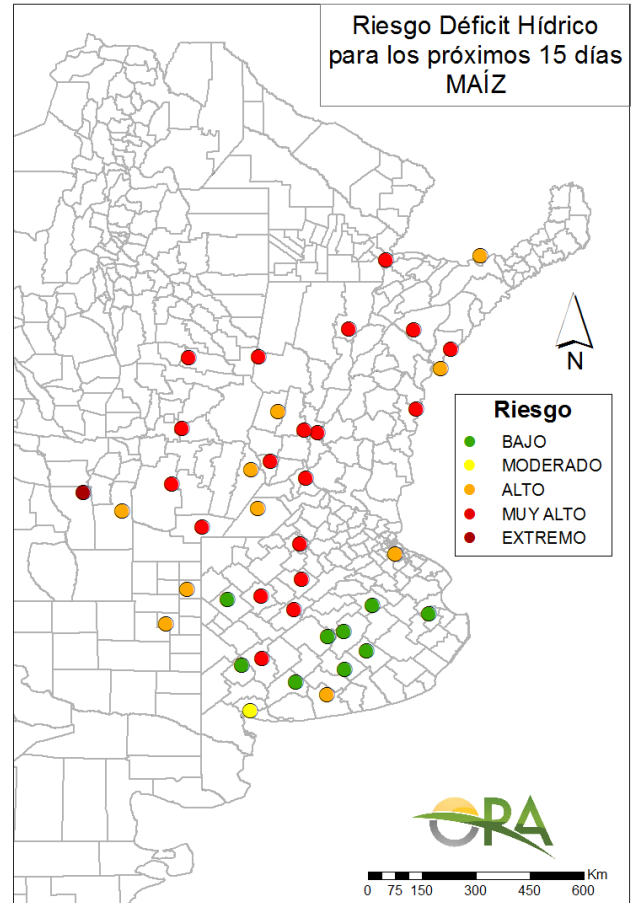 Riesgo Déficit Hídrico
para los próximos 15 días
MAÍZ
N
Riesgo
BAJO
MODERADO
ALTO
MUY ALTO
EXTREMO
ORA
0 75 150 300 450 600 Km